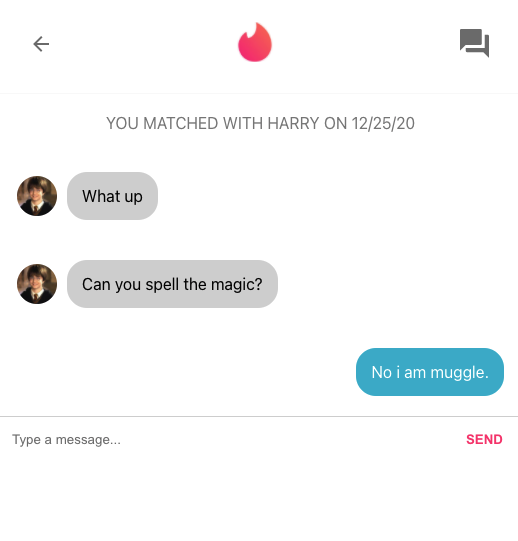 YOU MATCHED WITH HARRY ON 12/25/20
What up
Can you spell the magic?
No i am muggle.
Type a message... SEND